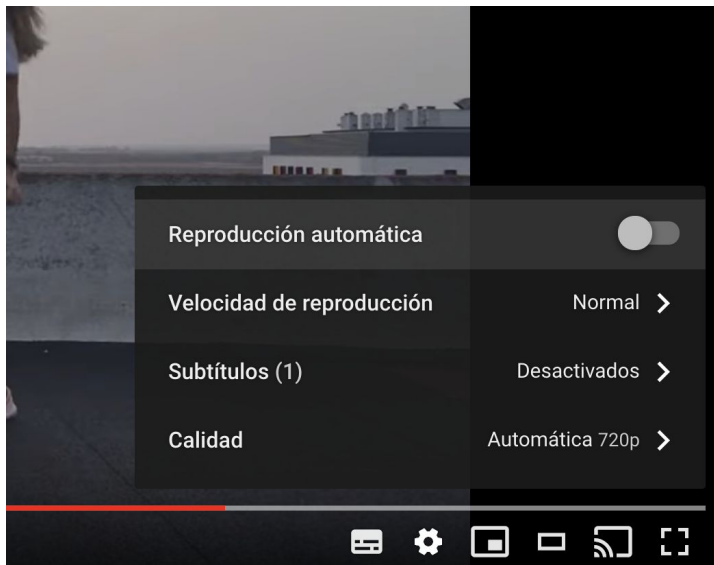 Reproducción automática
Velocidad de reproducción Normal
Subtítulos (1) Desactivados
Calidad Automática 720p